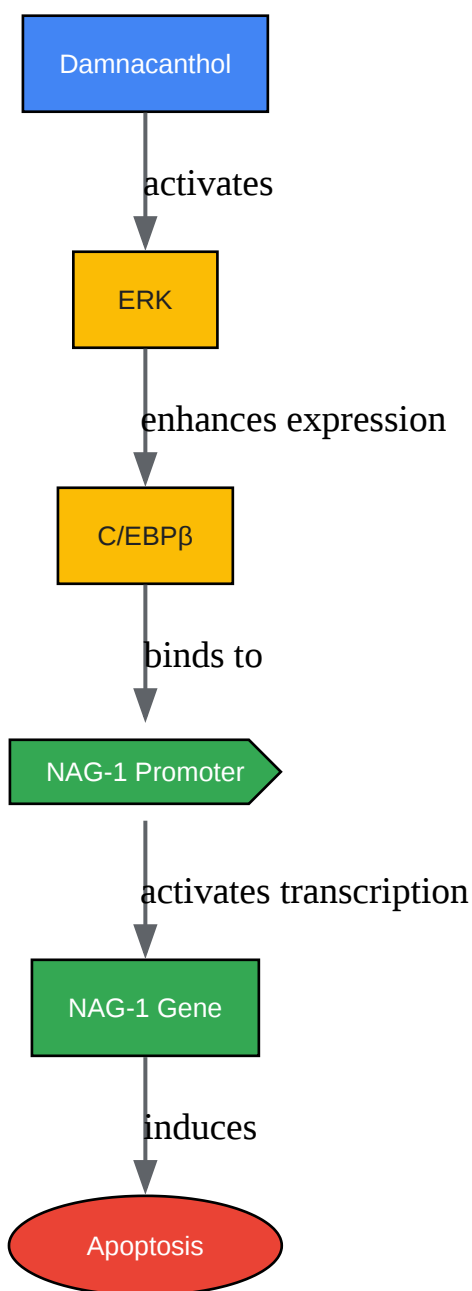 Damnacanthol
activates
ERK
enhances expression
C/EBPβ
binds to
NAG-1 Promoter
activates transcription
NAG-1 Gene
induces
Apoptosis